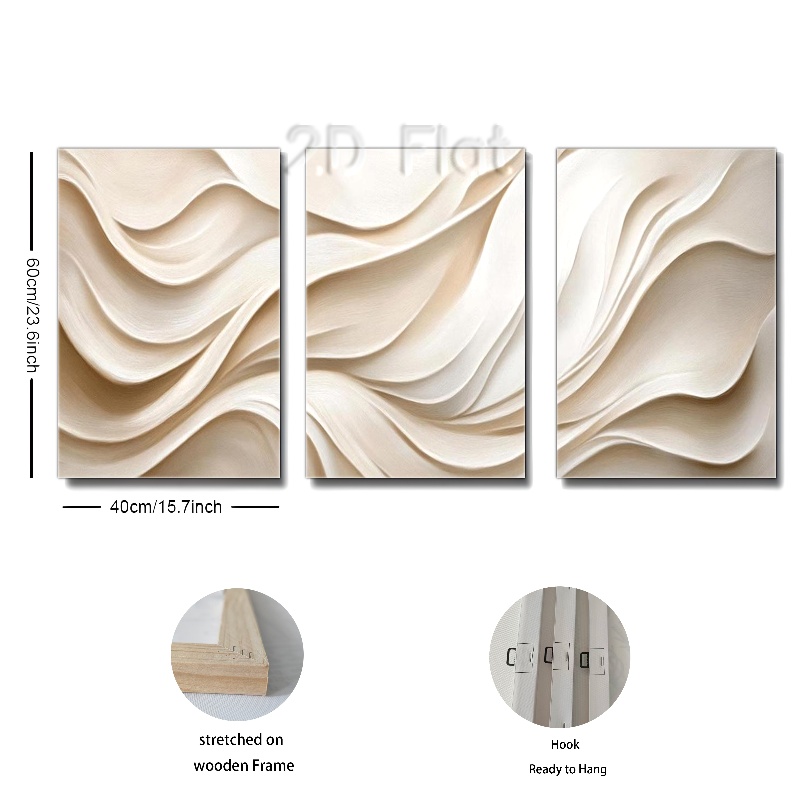 2D Flat
60cm/23.6inch
40cm/15.7inch
stretched on
wooden Frame
Hook
Ready to Hang